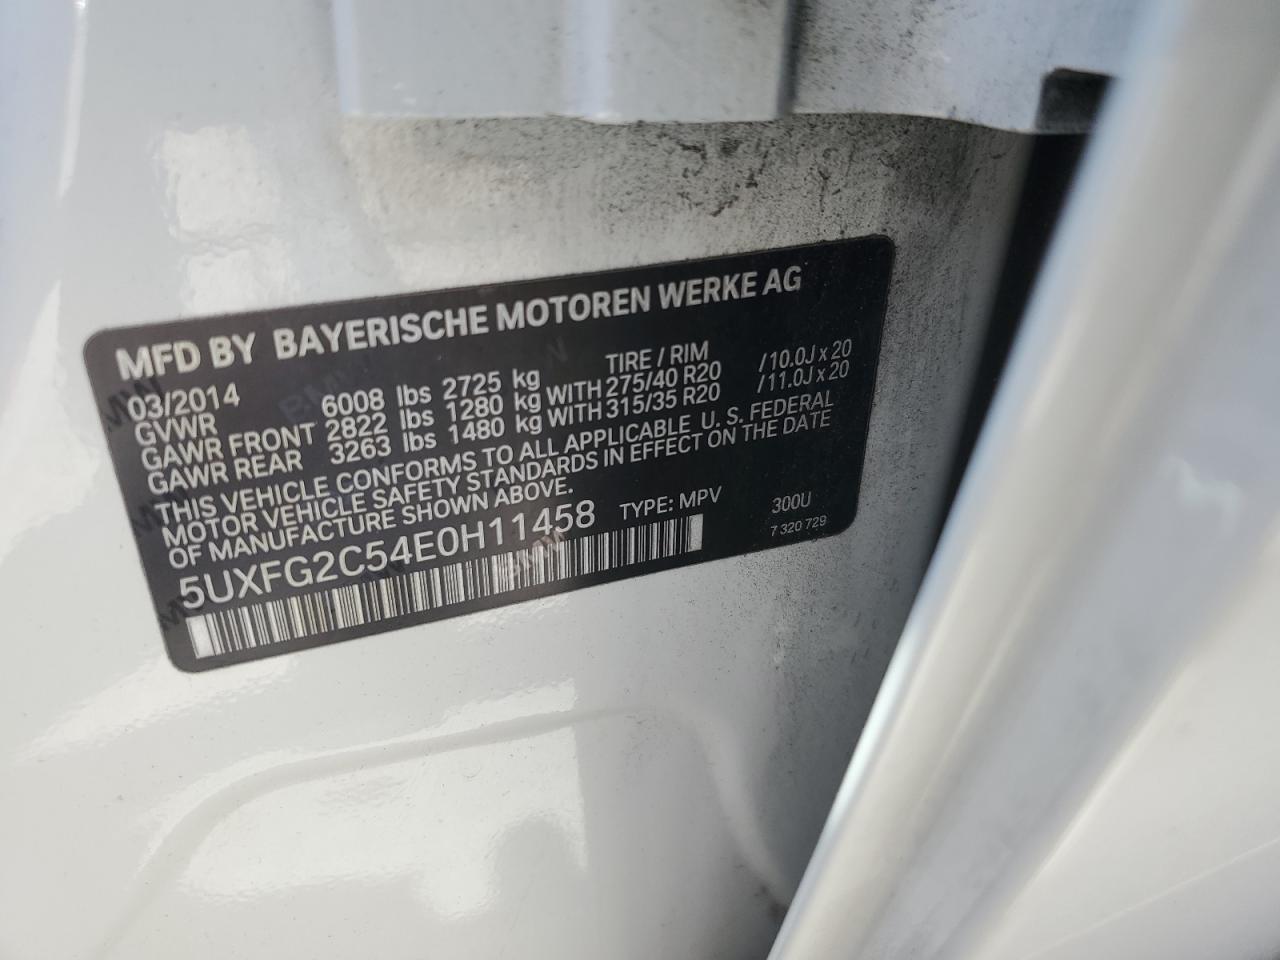 MFD BY BAYERISCHE MOTOREN WERKE AG
03/2014 TIRE / RIM
GVWR 6008 lbs 2725 kg
GAWR FRONT 2822 lbs 1280 kg WITH 275/40 R20 /10.0J x 20
GAWR REAR 3263 lbs 1480 kg WITH 315/35 R20 /11.0J x 20
THIS VEHICLE CONFORMS TO ALL APPLICABLE U. S. FEDERAL
MOTOR VEHICLE SAFETY STANDARDS IN EFFECT ON THE DATE
OF MANUFACTURE SHOWN ABOVE.
5UXFG2C54E0H11458 TYPE: MPV 300U
7 320 729